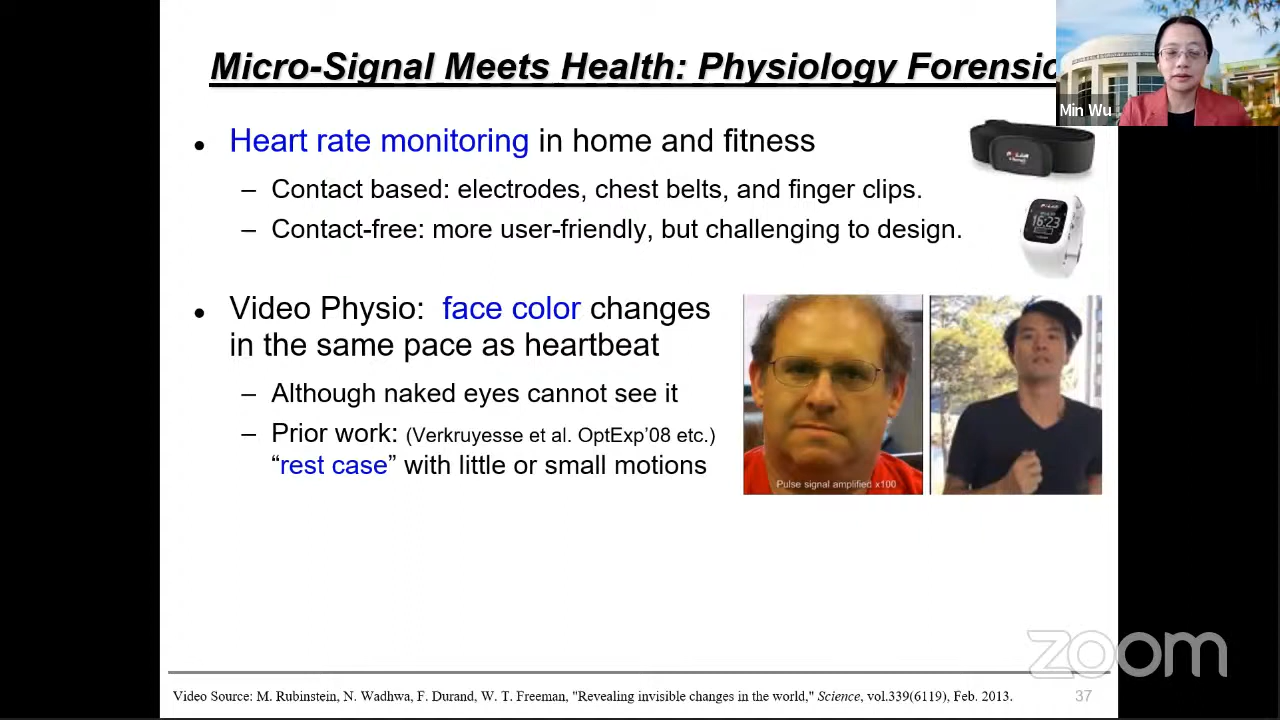 Micro-Signal Meets Health: Physiology Forensic
Min Wu
• Heart rate monitoring in home and fitness
– Contact based: electrodes, chest belts, and finger clips.
– Contact-free: more user-friendly, but challenging to design.
POLAR
POLAR
16:23
• Video Physio: face color changes
in the same pace as heartbeat
– Although naked eyes cannot see it
– Prior work: (Verkruyesse et al. OptExp’08 etc.)
“rest case” with little or small motions
Pulse signal amplified x100
zoom
Video Source: M. Rubinstein, N. Wadhwa, F. Durand, W. T. Freeman, "Revealing invisible changes in the world," Science, vol.339(6119), Feb. 2013.
37